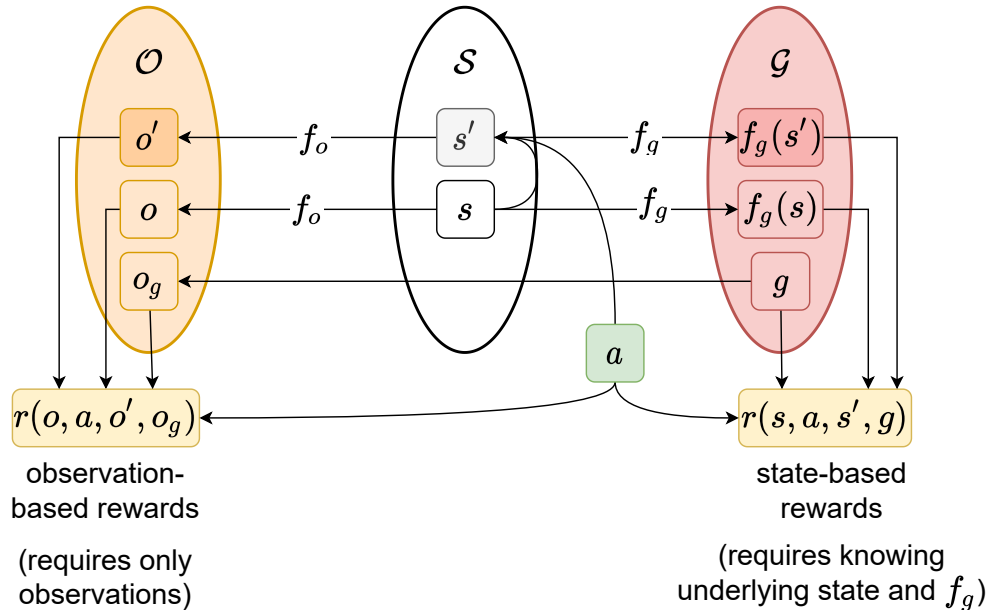 𝒪 𝒮 𝒢
o′ f_o s′ f_g f_g(s′)
o f_o s f_g f_g(s)
o_g g
a
r(o, a, o′, o_g) r(s, a, s′, g)
observation-
based rewards
(requires only
observations)
state-based
rewards
(requires knowing
underlying state and f_g)